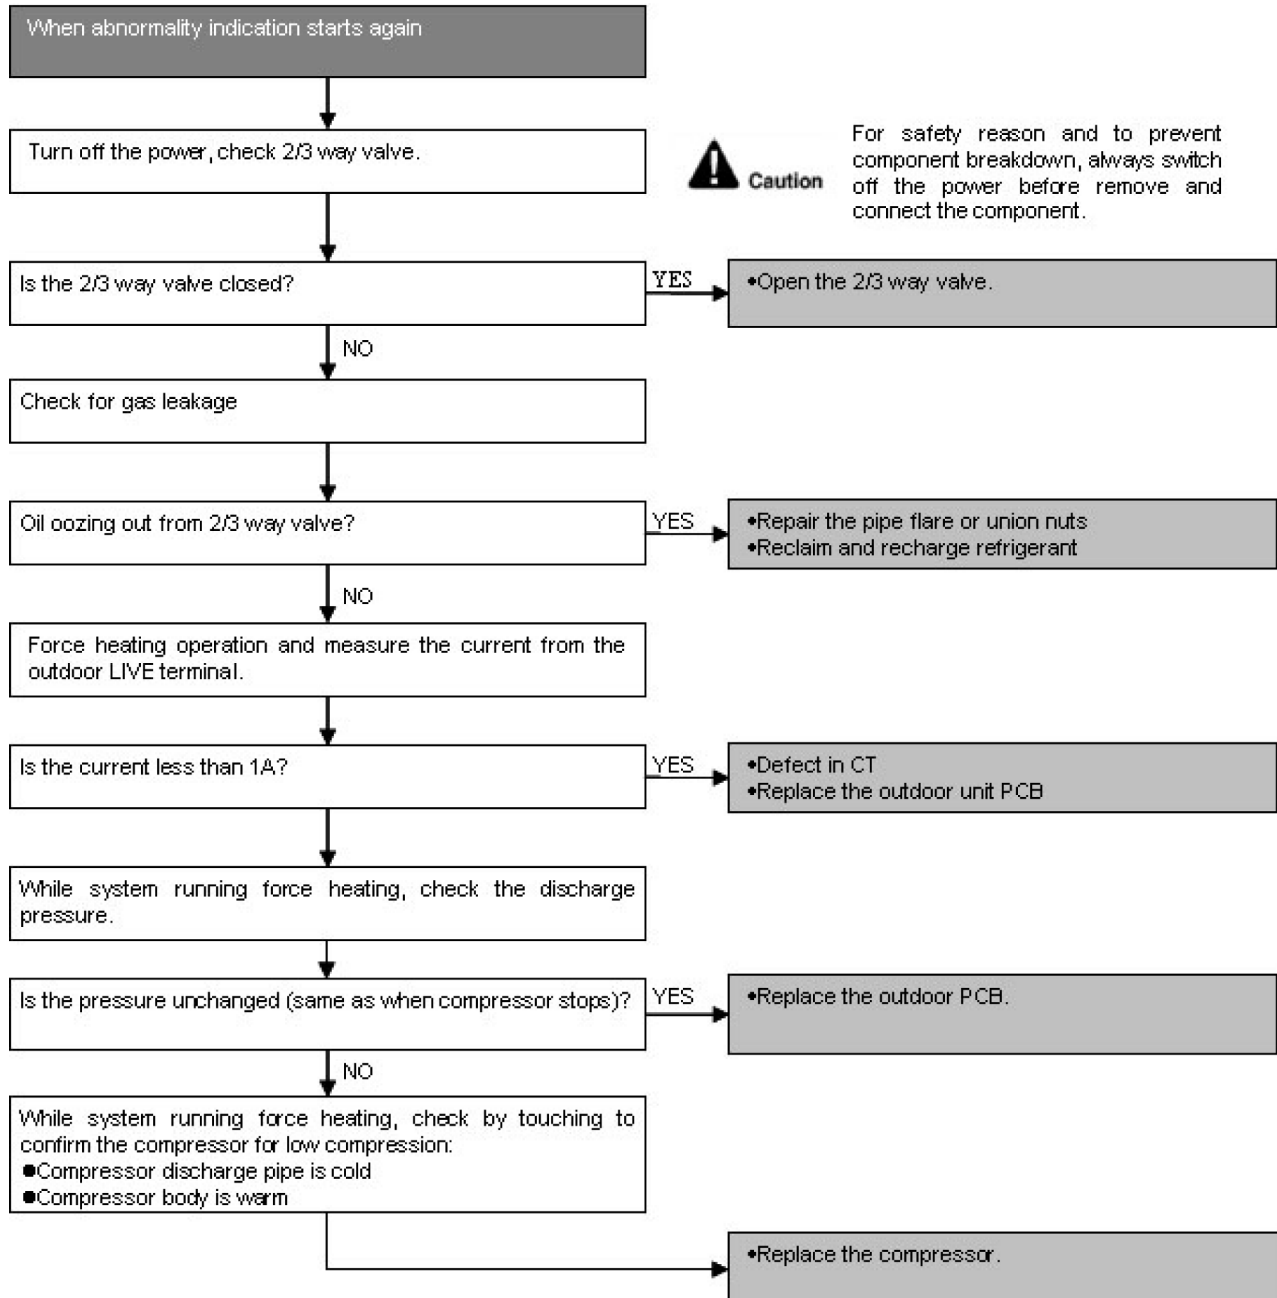 When abnormality indication starts again
Turn off the power, check 2/3 way valve.
For safety reason and to prevent
component breakdown, always switch
off the power before remove and
connect the component.
Caution
Is the 2/3 way valve closed?
YES
•Open the 2/3 way valve.
NO
Check for gas leakage
Oil oozing out from 2/3 way valve?
YES
•Repair the pipe flare or union nuts
•Reclaim and recharge refrigerant
NO
Force heating operation and measure the current from the
outdoor LIVE terminal.
Is the current less than 1A?
YES
•Defect in CT
•Replace the outdoor unit PCB
While system running force heating, check the discharge
pressure.
Is the pressure unchanged (same as when compressor stops)?
YES
•Replace the outdoor PCB.
NO
While system running force heating, check by touching to
confirm the compressor for low compression:
●Compressor discharge pipe is cold
●Compressor body is warm
•Replace the compressor.